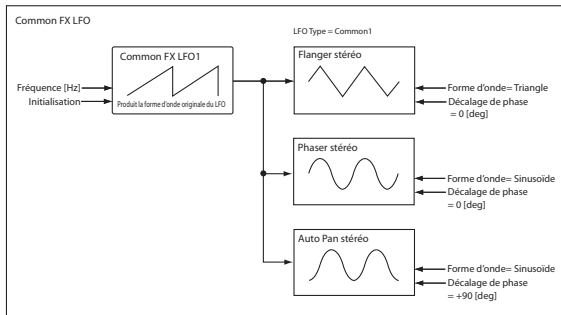 Common FX LFO
LFO Type = Common1
Common FX LFO1
Fréquence [Hz]
Initialisation
Produit la forme d'onde originale du LFO
Flanger stéréo
Forme d'onde= Triangle
Décalage de phase
= 0 [deg]
Phaser stéréo
Forme d'onde= Sinusoïde
Décalage de phase
= 0 [deg]
Auto Pan stéréo
Forme d'onde= Sinusoïde
Décalage de phase
= +90 [deg]